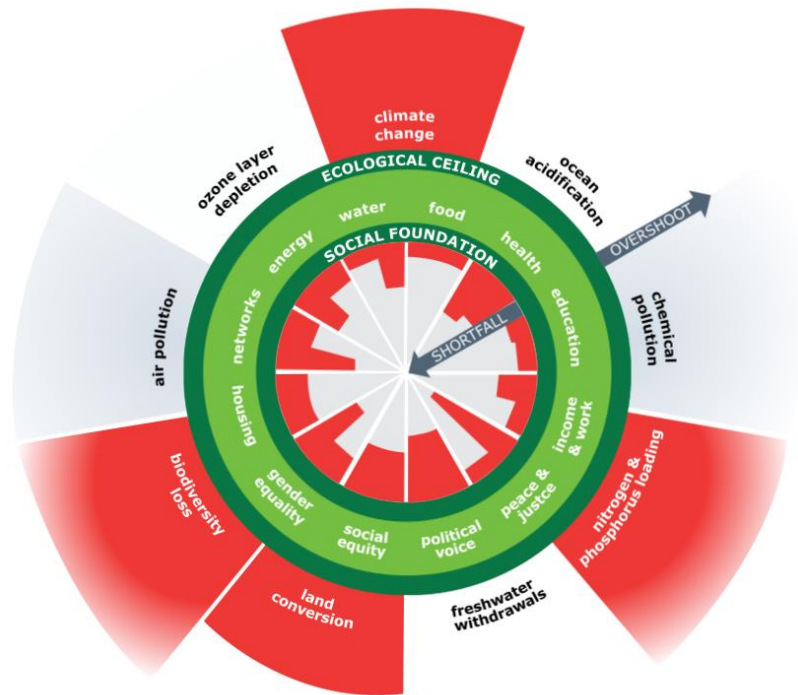 climate
change
ozone layer
depletion
ocean
acidification
ECOLOGICAL CEILING
OVERSHOOT
water
food
energy
health
SOCIAL FOUNDATION
air pollution
networks
education
chemical
pollution
SHORTFALL
housing
income
& work
biodiversity
loss
gender
equality
social
equity
political
voice
peace &
justce
nitrogen &
phosphorus loading
land
conversion
freshwater
withdrawals